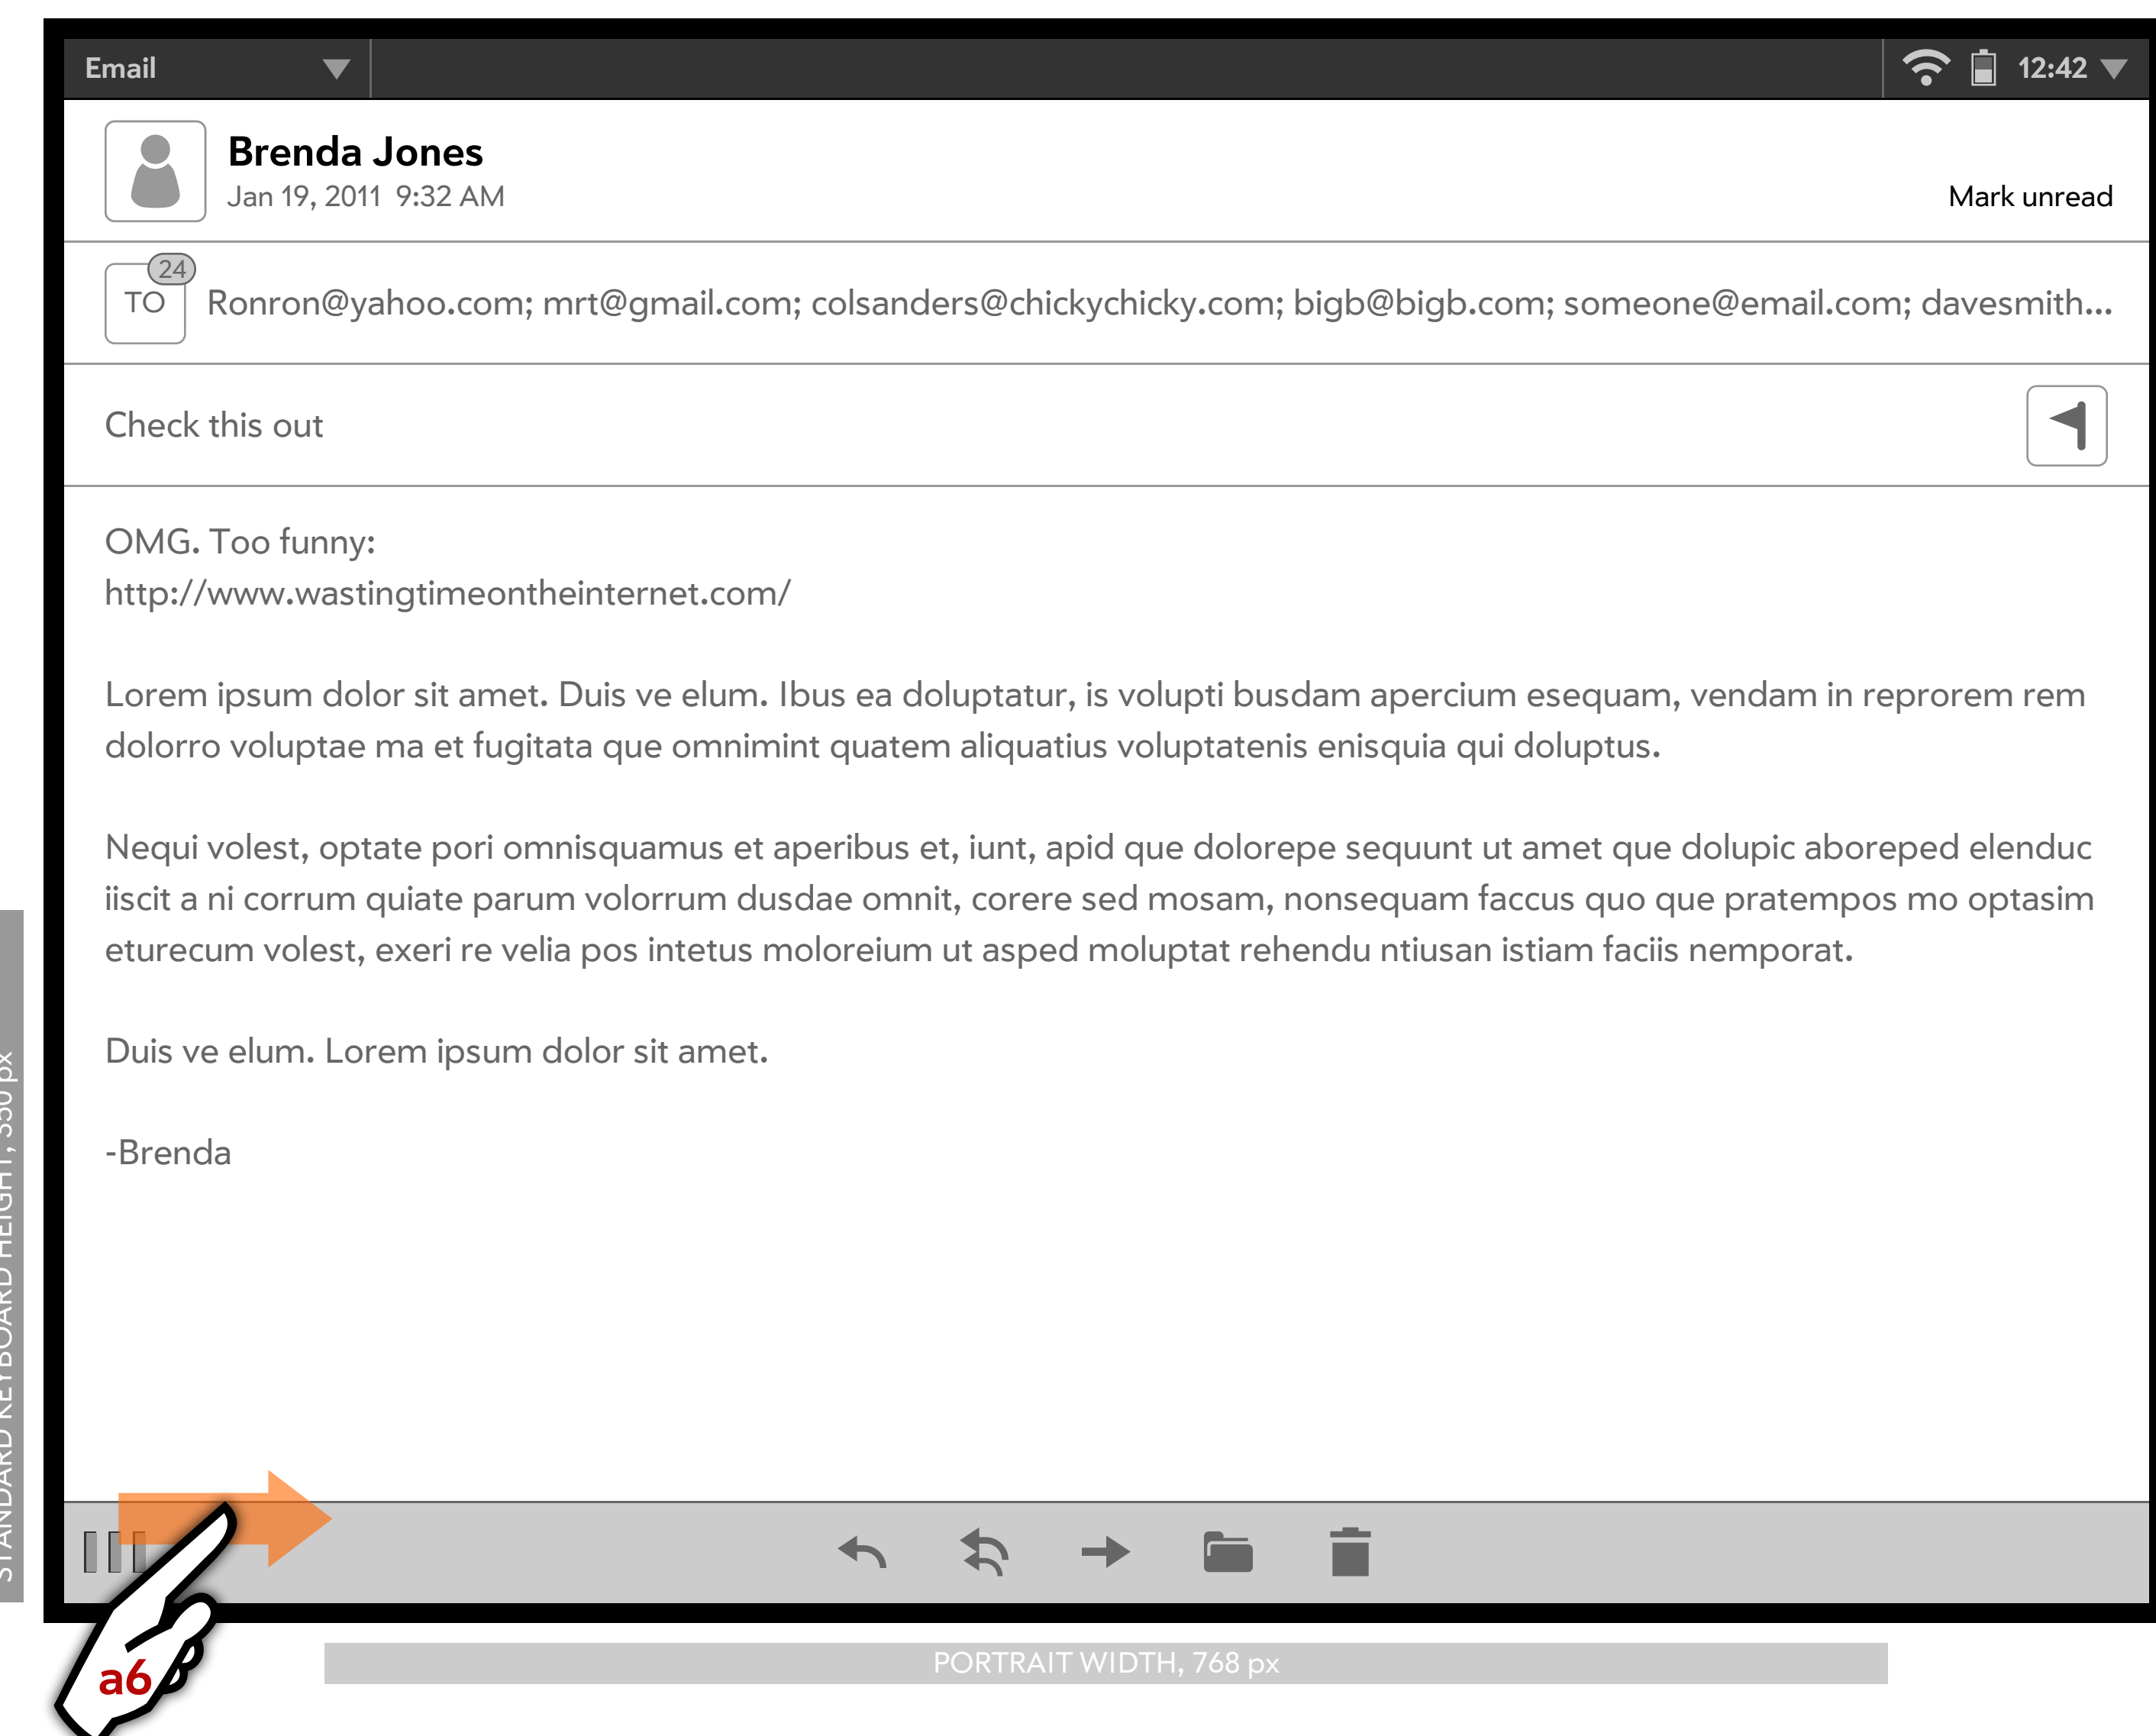 Email
12:42
Brenda Jones
Jan 19, 2011 9:32 AM
Mark unread
24
TO
Ronron@yahoo.com; mrt@gmail.com; colsanders@chickychicky.com; bigb@bigb.com; someone@email.com; davesmith...
Check this out
OMG. Too funny:
http://www.wastingtimeontheinternet.com/
Lorem ipsum dolor sit amet. Duis ve elum. Ibus ea doluptatur, is volupti busdam apercium esequam, vendam in reprorem rem
dolorro voluptae ma et fugitata que omnimint quatem aliquatius voluptatenis enisquia qui doluptus.
Nequi volest, optate pori omnisquamus et aperibus et, iunt, apid que dolorepe sequunt ut amet que dolupic aboreped elenduc
iiscit a ni corrum quiate parum volorrum dusdae omnit, corere sed mosam, nonsequam faccus quo que pratempos mo optasim
eturecum volest, exeri re velia pos intetus moloreium ut asped moluptat rehendu ntiusan istiam faciis nemporat.
Duis ve elum. Lorem ipsum dolor sit amet.
-Brenda
STANDARD KEYBOARD HEIGHT, 350 px
a6
PORTRAIT WIDTH, 768 px